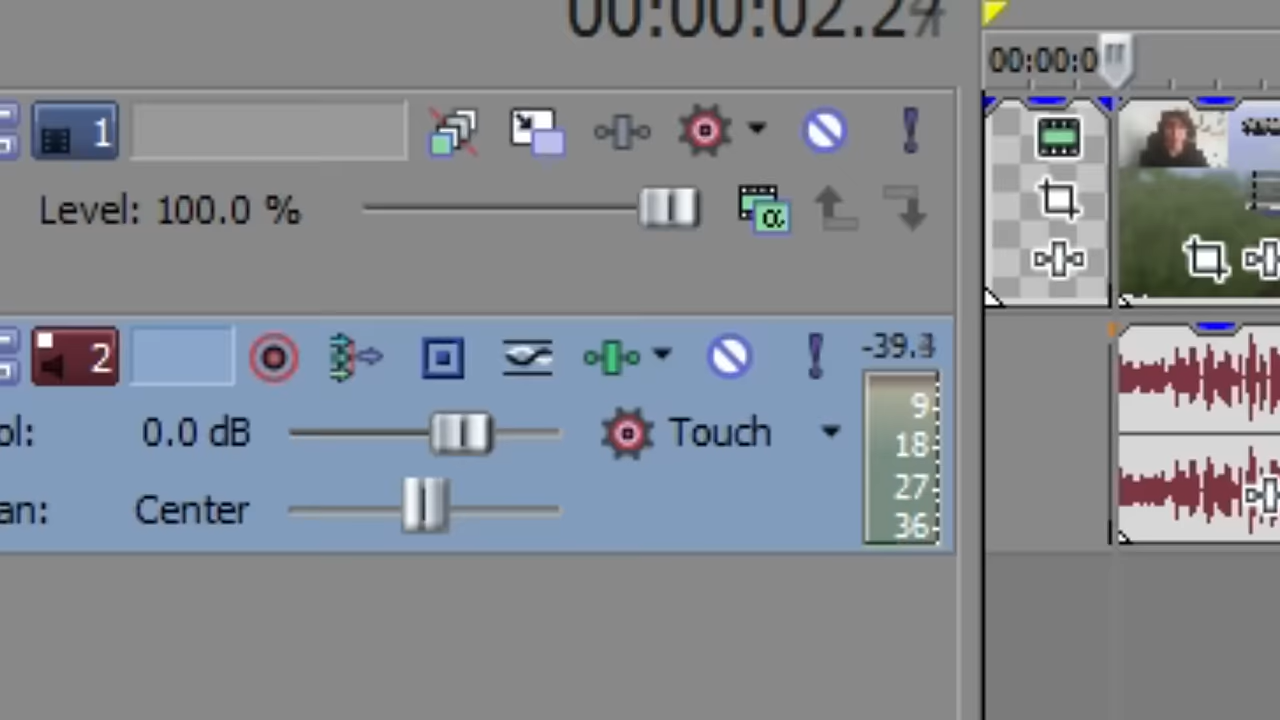 00:00:02.2
00:00:0
1
Level: 100.0 %
2
-39.
ol: 0.0 dB
Touch
9
18
an: Center
27
36
α